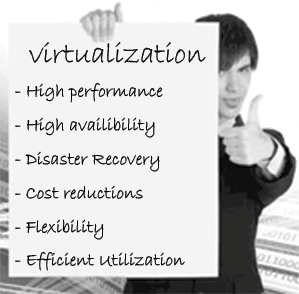 virtualization
- High performance
- High availibility
- Disaster Recovery
- Cost reductions
- Flexibility
- Efficient Utilization